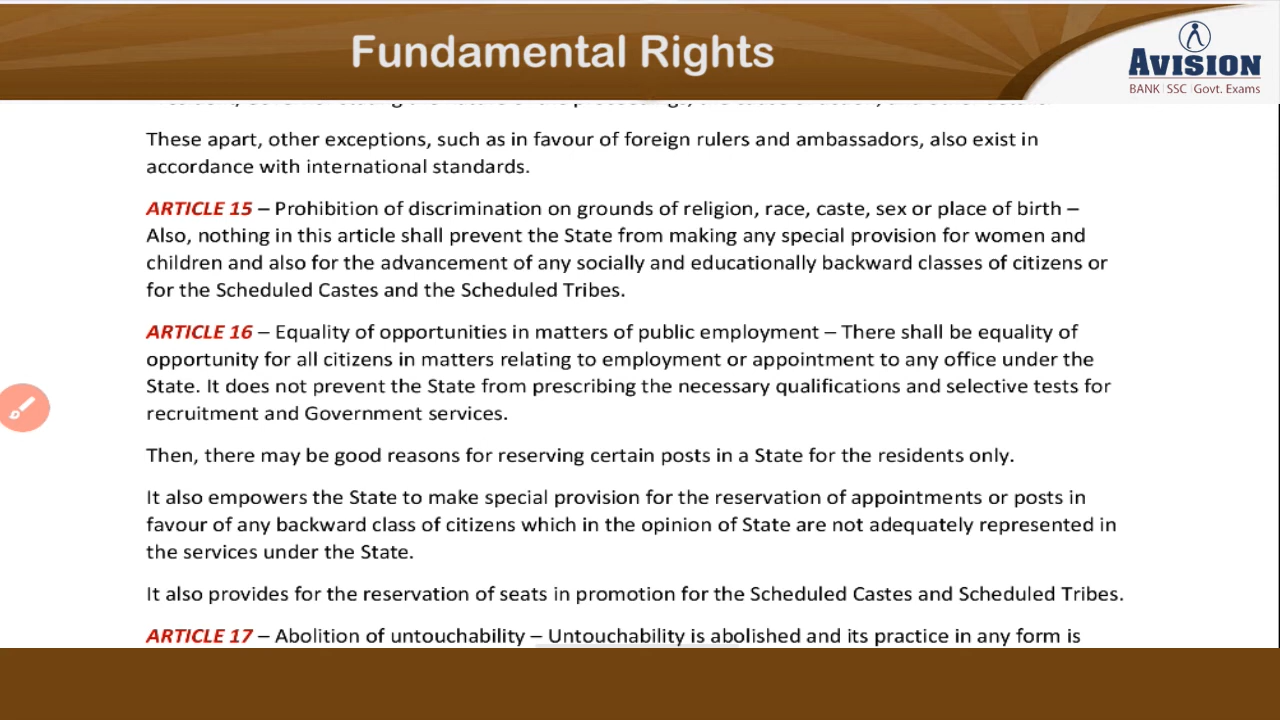 Fundamental Rights
AVISION
BANK | SSC | Govt. Exams
These apart, other exceptions, such as in favour of foreign rulers and ambassadors, also exist in
accordance with international standards.
ARTICLE 15 – Prohibition of discrimination on grounds of religion, race, caste, sex or place of birth –
Also, nothing in this article shall prevent the State from making any special provision for women and
children and also for the advancement of any socially and educationally backward classes of citizens or
for the Scheduled Castes and the Scheduled Tribes.
ARTICLE 16 – Equality of opportunities in matters of public employment – There shall be equality of
opportunity for all citizens in matters relating to employment or appointment to any office under the
State. It does not prevent the State from prescribing the necessary qualifications and selective tests for
recruitment and Government services.
Then, there may be good reasons for reserving certain posts in a State for the residents only.
It also empowers the State to make special provision for the reservation of appointments or posts in
favour of any backward class of citizens which in the opinion of State are not adequately represented in
the services under the State.
It also provides for the reservation of seats in promotion for the Scheduled Castes and Scheduled Tribes.
ARTICLE 17 – Abolition of untouchability – Untouchability is abolished and its practice in any form is